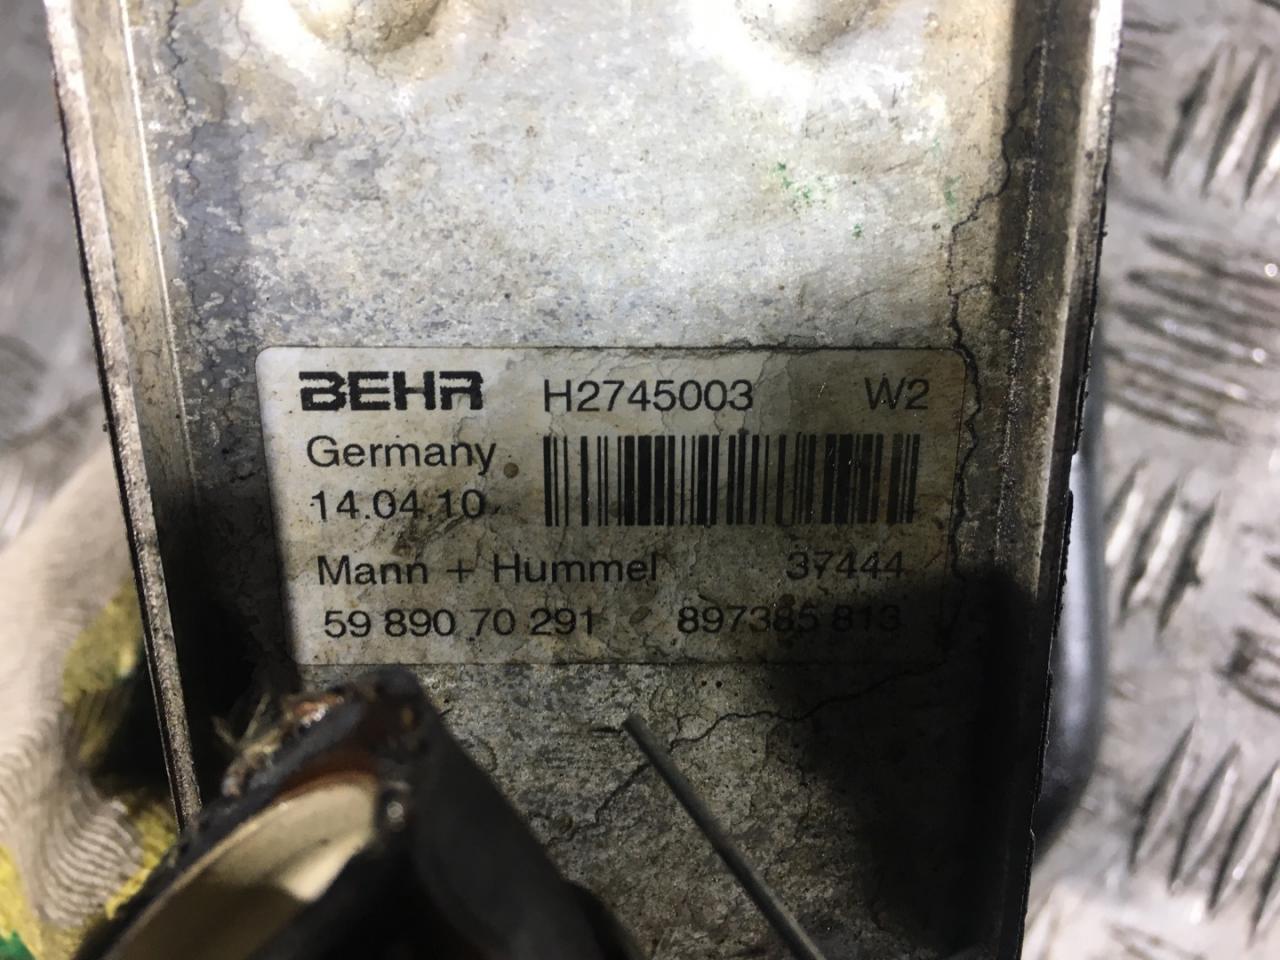 BEHR H2745003 W2
Germany
14.04.10
Mann + Hummel 37444
59 890 70 291 897385 813